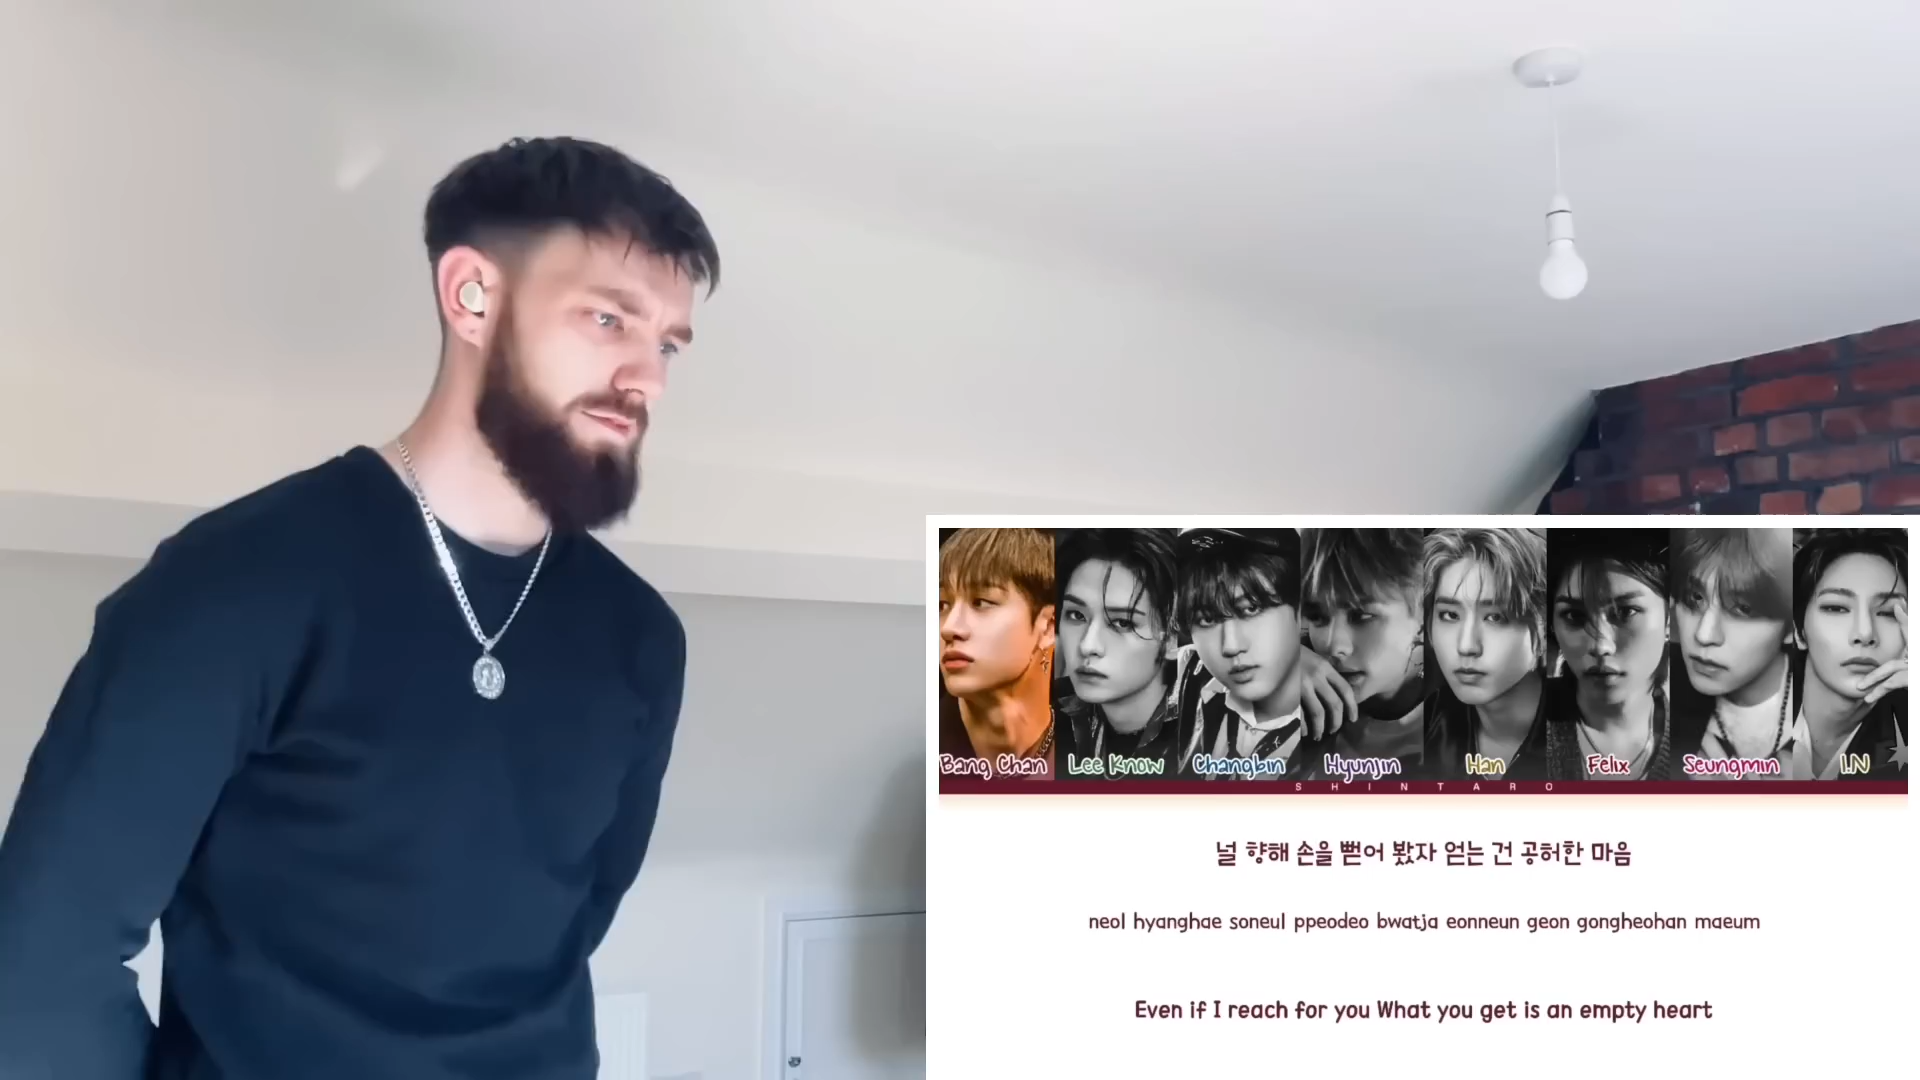 Bang Chan Lee Know Changbin Hyunjin Han Felix Seungmin I.N
SHINTARO
널 향해 손을 뻗어 봤자 얻는 건 공허한 마음
neol hyanghae soneul ppeodeo bwatja eonneun geon gongheohan maeum
Even if I reach for you What you get is an empty heart